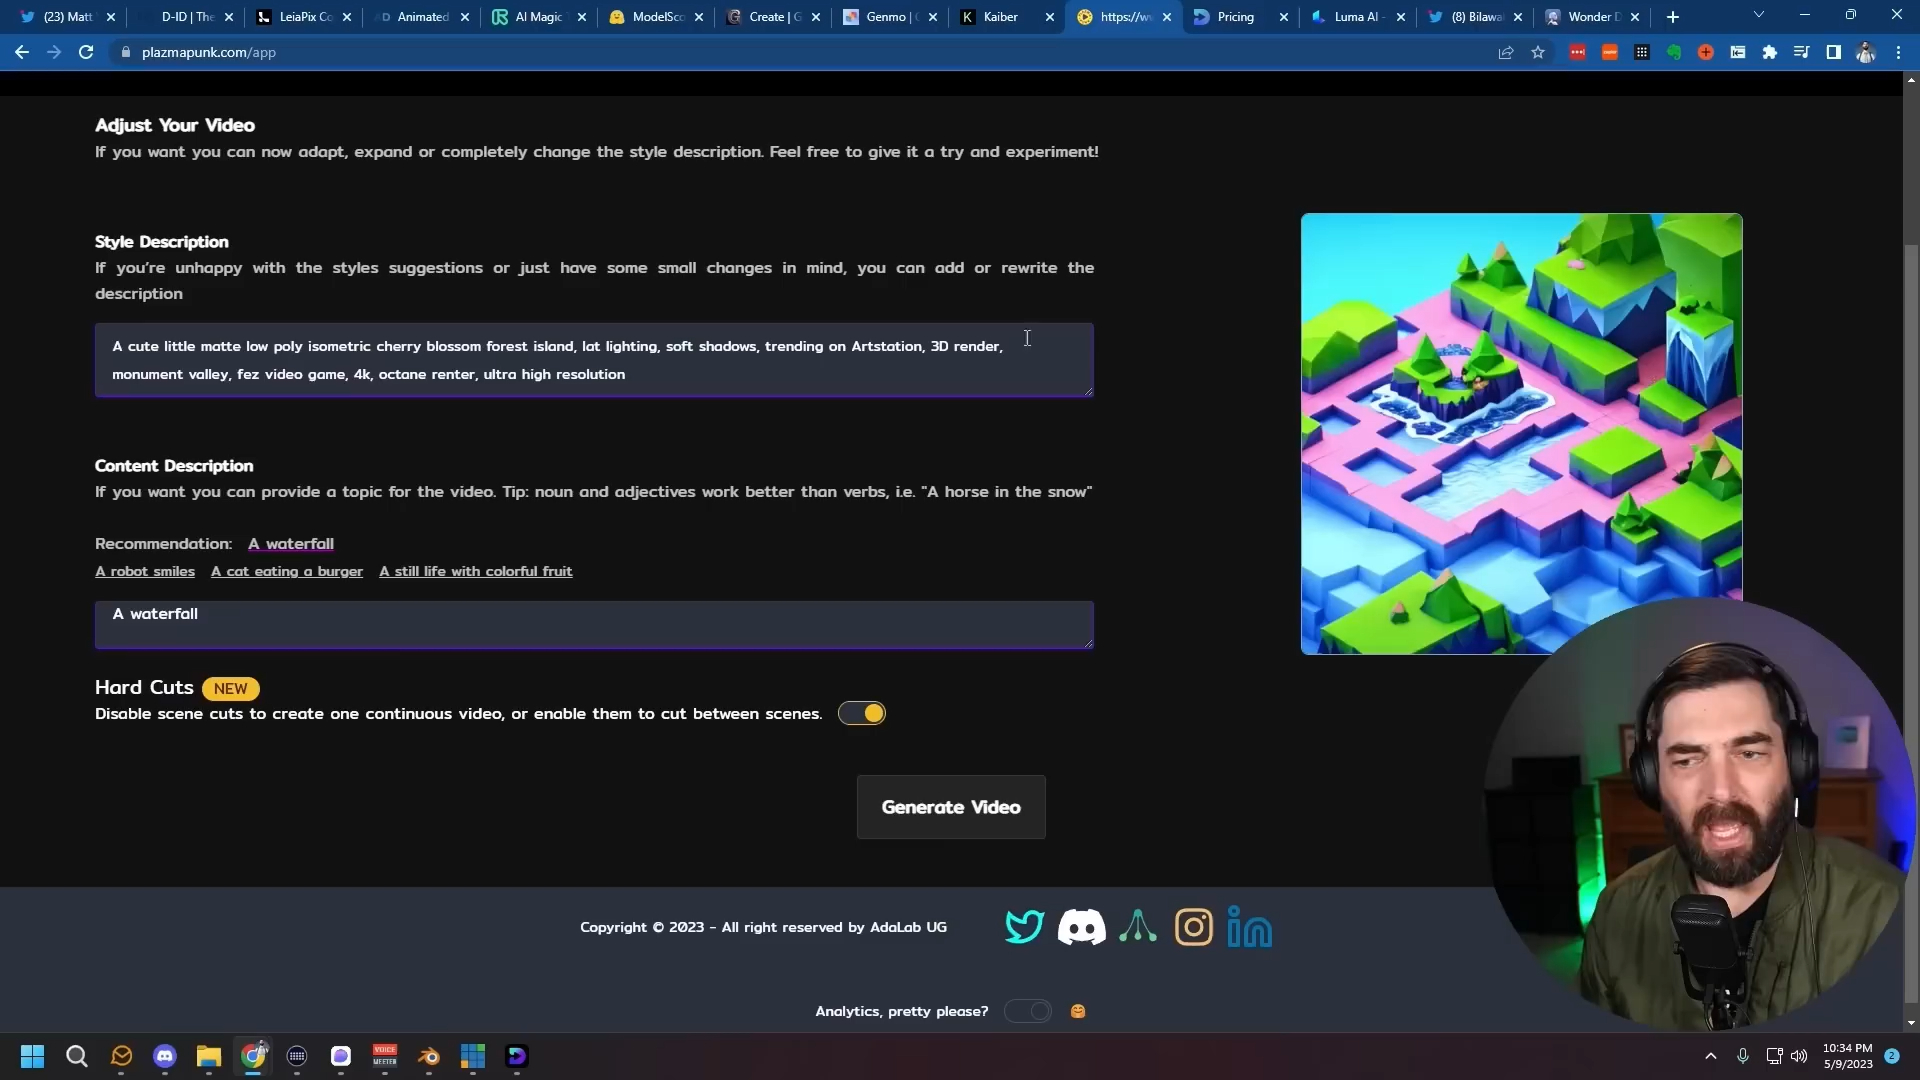 (23) Mat
D-ID | The
LeiaPix Co
Animated
AI Magic
ModelSco
Create | G
Genmo | C
Kaiber
https://w
Pricing
Luma AI -
(8) Bilawa
Wonder D
plazmapunk.com/app
Adjust Your Video
If you want you can now adapt, expand or completely change the style description. Feel free to give it a try and experiment!
Style Description
If you're unhappy with the styles suggestions or just have some small changes in mind, you can add or rewrite the
description
A cute little matte low poly isometric cherry blossom forest island, lat lighting, soft shadows, trending on Artstation, 3D render,
monument valley, fez video game, 4k, octane renter, ultra high resolution
Content Description
If you want you can provide a topic for the video. Tip: noun and adjectives work better than verbs, i.e. "A horse in the snow"
Recommendation: A waterfall
A robot smiles A cat eating a burger A still life with colorful fruit
A waterfall
Hard Cuts NEW
Disable scene cuts to create one continuous video, or enable them to cut between scenes.
Generate Video
Copyright © 2023 - All right reserved by AdaLab UG
Analytics, pretty please?
VOICE
MEETER
10:34 PM
5/9/2023
2